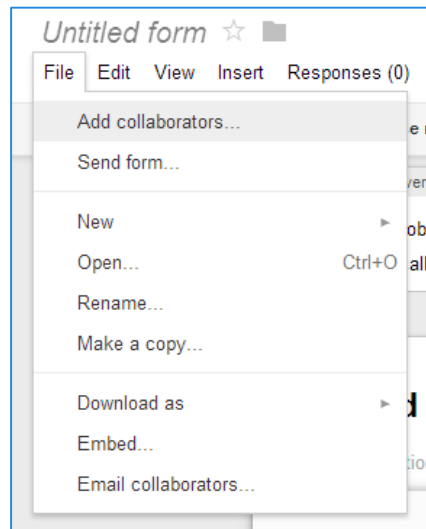 Untitled form
File Edit View Insert Responses (0)
Add collaborators...
Send form...
New
Open... Ctrl+O
Rename...
Make a copy...
Download as
Embed...
Email collaborators...